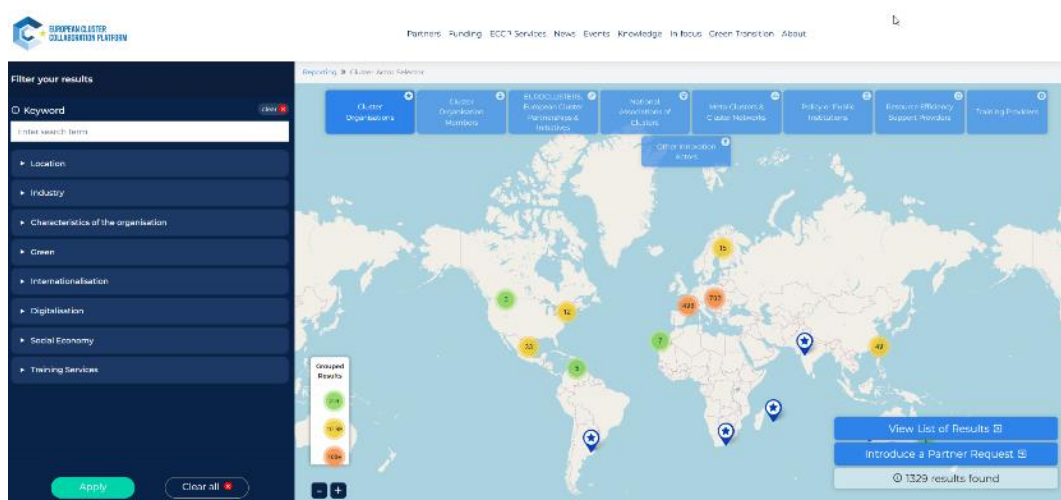 EUROPEAN CLUSTER
COLLABORATION PLATFORM
Partners Funding ECCP Services News Events Knowledge In focus Green Transition About
Filter your results
Reporting » Cluster Actor Selector
Keyword
clear
Enter search term
Location
Industry
Characteristics of the organisation
Green
Internationalisation
Digitalisation
Social Economy
Training Services
Apply
Clear all
Cluster
Organisations
Cluster
Organisation
Members
EUROCLUSTERS,
European Cluster
Partnerships &
Initiatives
National
Associations of
Clusters
Meta-Clusters &
Cluster Networks
Policy or Public
Institutions
Resource Efficiency
Support Providers
Training Providers
Other Innovation
Actors
15
12
33
7
Grouped
Results
- +
View List of Results
Introduce a Partner Request
1329 results found